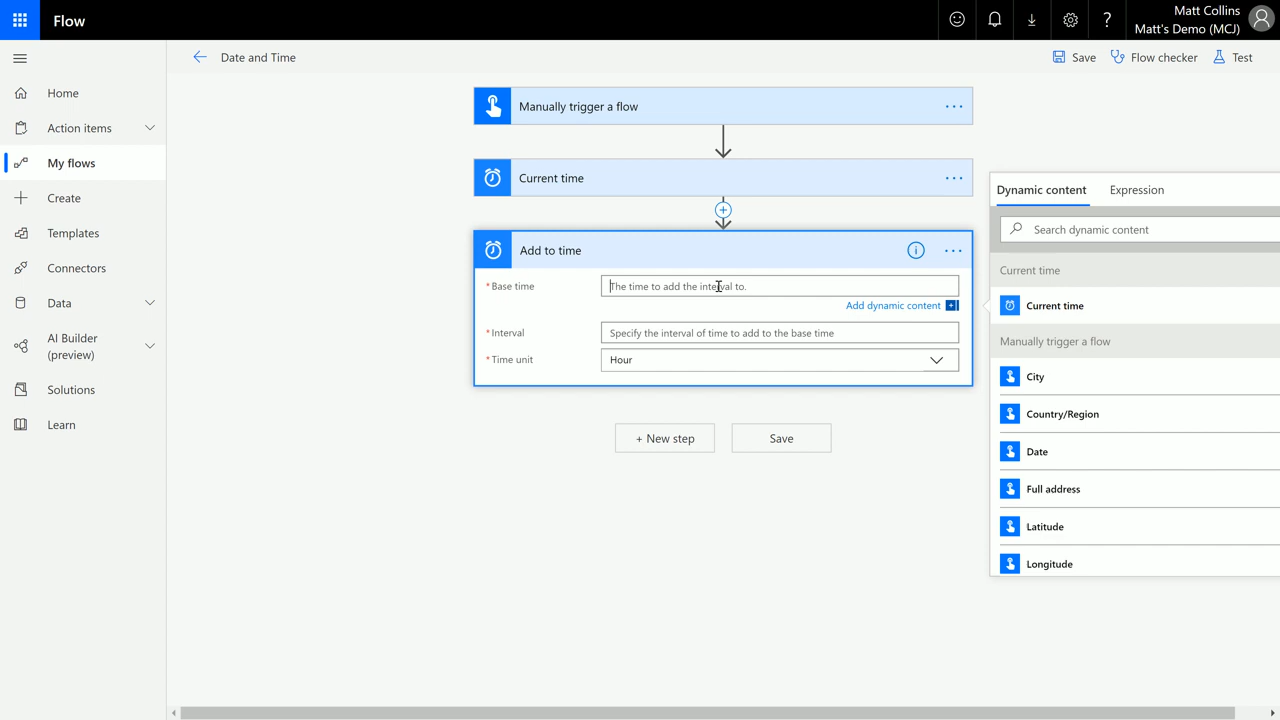 Flow
?
Matt Collins
Matt's Demo (MCJ)
Date and Time
Save
Flow checker
Test
Home
Action items
My flows
Create
Templates
Connectors
Data
AI Builder
(preview)
Solutions
Learn
Manually trigger a flow
Current time
Add to time
* Base time
The time to add the interval to.
Add dynamic content
* Interval
Specify the interval of time to add to the base time
* Time unit
Hour
+ New step
Save
Dynamic content
Expression
Search dynamic content
Current time
Current time
Manually trigger a flow
City
Country/Region
Date
Full address
Latitude
Longitude